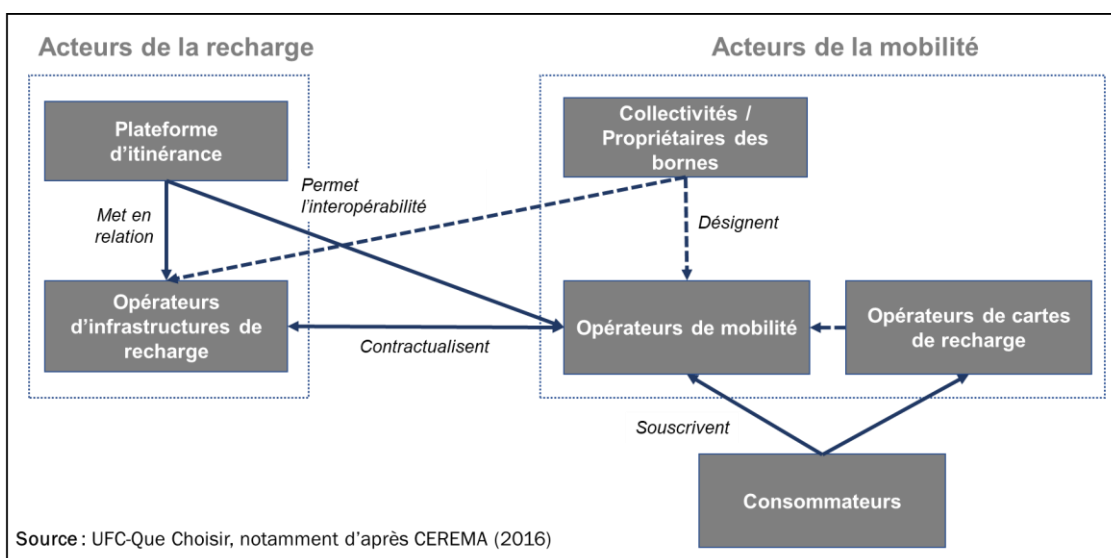 Acteurs de la recharge
Acteurs de la mobilité
Plateforme
d'itinérance
Collectivités /
Propriétaires des
bornes
Permet
l'interopérabilité
Met en
relation
Désignent
Opérateurs
d'infrastructures de
recharge
Contractualisent
Opérateurs de mobilité
Opérateurs de cartes
de recharge
Souscrivent
Consommateurs
Source : UFC-Que Choisir, notamment d'après CEREMA (2016)